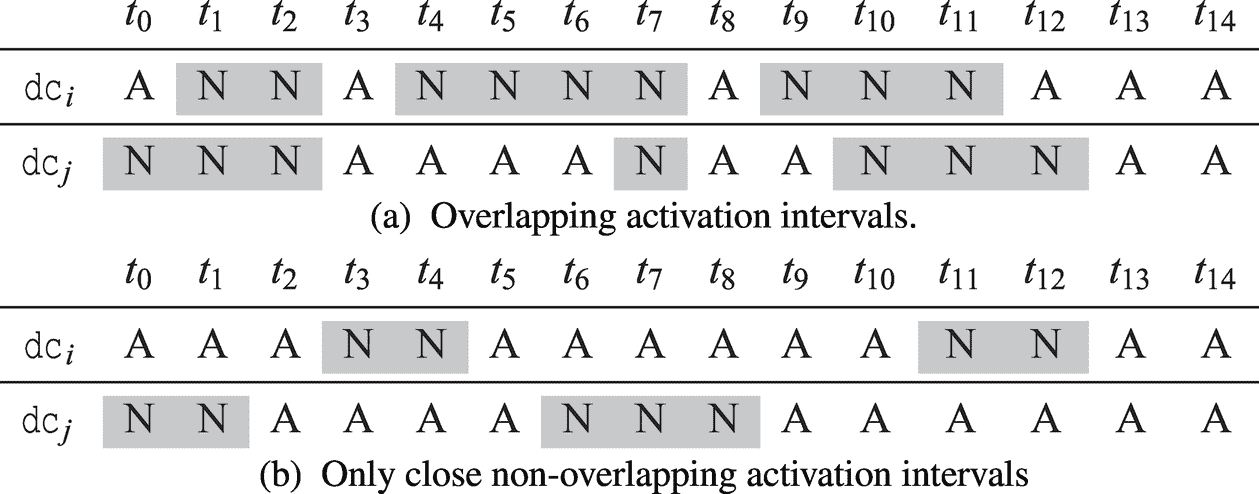 t0 t1 t2 t3 t4 t5 t6 t7 t8 t9 t10 t11 t12 t13 t14
dci A N N A N N N N A N N N A A A
dcj N N N A A A A N A A N N N A A
(a) Overlapping activation intervals.
t0 t1 t2 t3 t4 t5 t6 t7 t8 t9 t10 t11 t12 t13 t14
dci A A A N N A A A A A A N N A A
dcj N N A A A A N N N A A A A A A
(b) Only close non-overlapping activation intervals